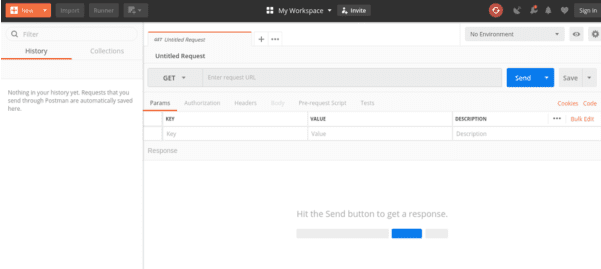 New
Import
Runner
My Workspace
Invite
Sign In
Filter
History
Collections
Nothing in your history yet. Requests that you
send through Postman are automatically saved
here.
GET Untitled Request
No Environment
Untitled Request
GET
Enter request URL
Send
Save
Params
Authorization
Headers
Body
Pre-request Script
Tests
Cookies
Code
KEY
VALUE
DESCRIPTION
Bulk Edit
Key
Value
Description
Response
Hit the Send button to get a response.